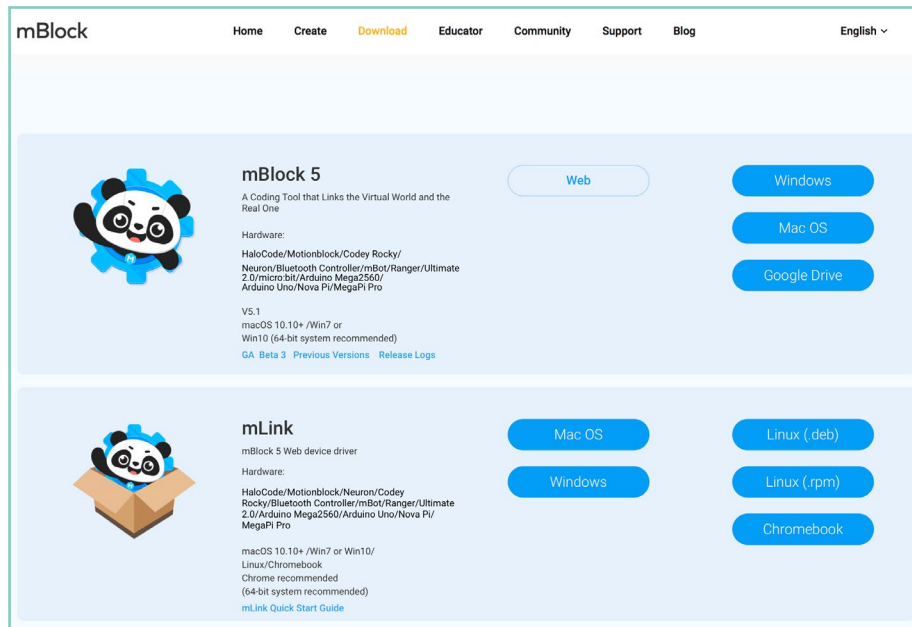 mBlock
Home Create Download Educator Community Support Blog English
mBlock 5
A Coding Tool that Links the Virtual World and the
Real One
Hardware:
HaloCode/Motionblock/Codey Rocky/
Neuron/Bluetooth Controller/mBot/Ranger/Ultimate
2.0/micro:bit/Arduino Mega2560/
Arduino Uno/Nova Pi/MegaPi Pro
V5.1
macOS 10.10+ /Win7 or
Win10 (64-bit system recommended)
GA Beta 3 Previous Versions Release Logs
Web
Windows
Mac OS
Google Drive
M
mLink
mBlock 5 Web device driver
Hardware:
HaloCode/Motionblock/Neuron/Codey
Rocky/Bluetooth Controller/mBot/Ranger/Ultimate
2.0/Arduino Mega2560/Arduino Uno/Nova Pi/
MegaPi Pro
macOS 10.10+ /Win7 or Win10/
Linux/Chromebook
Chrome recommended
(64-bit system recommended)
mLink Quick Start Guide
Mac OS
Windows
Linux (.deb)
Linux (.rpm)
Chromebook